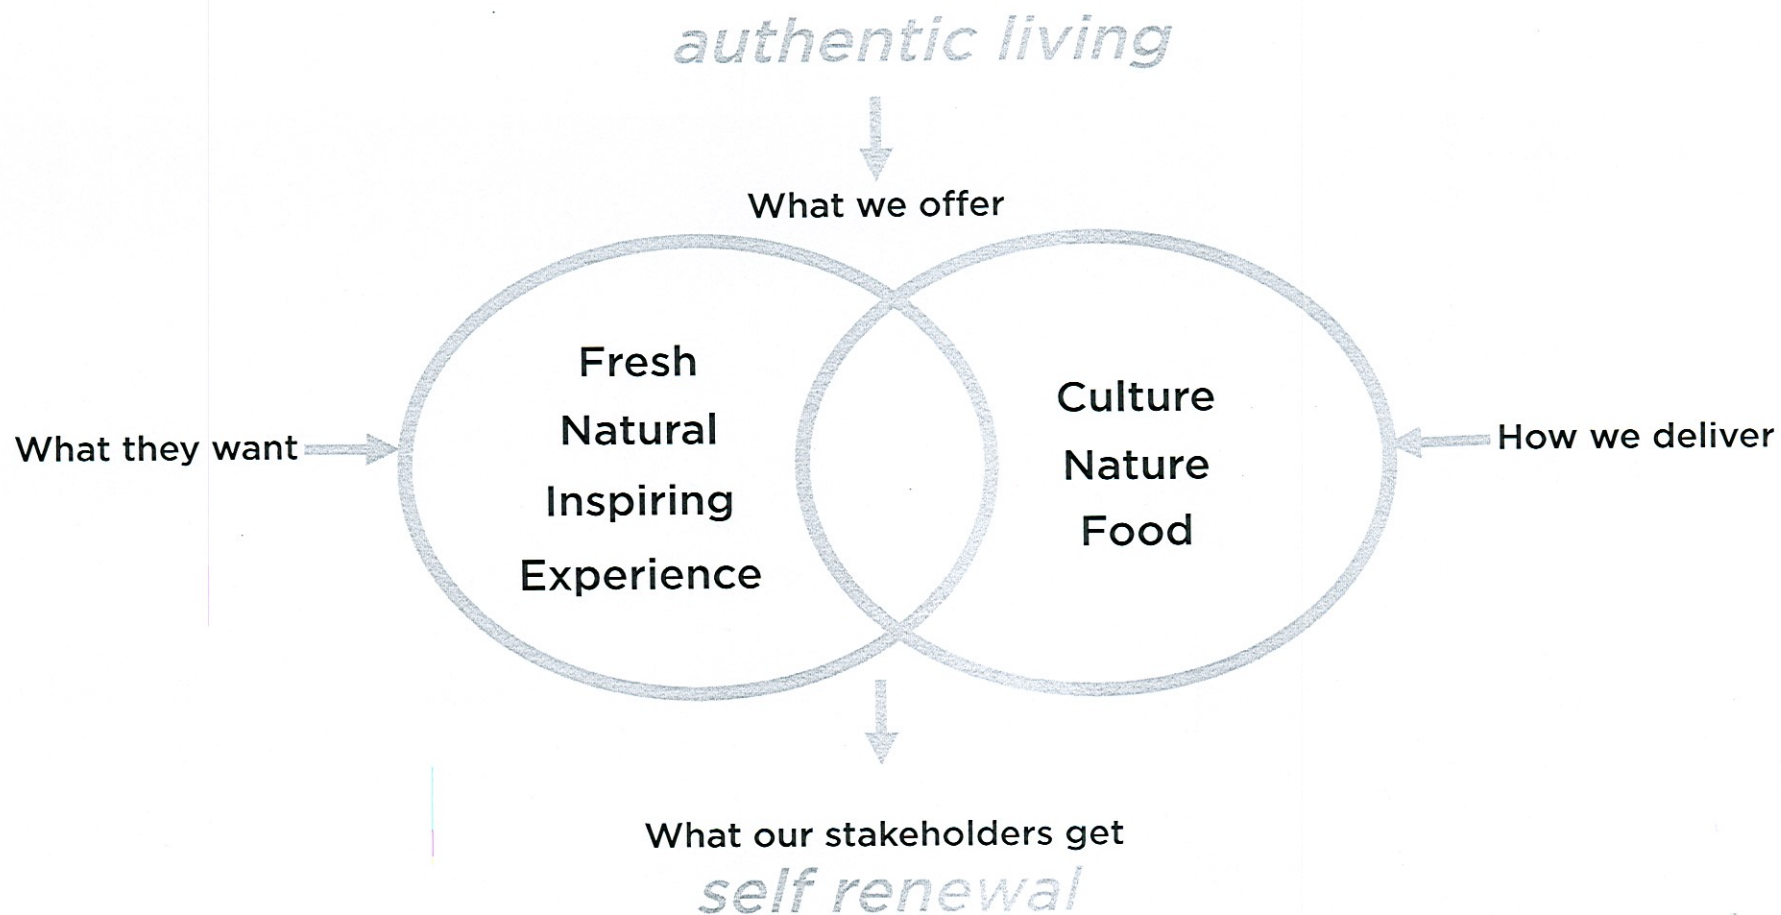 authentic living
What we offer
Fresh
Natural
Inspiring
Experience
Culture
Nature
Food
What they want
How we deliver
What our stakeholders get
self renewal